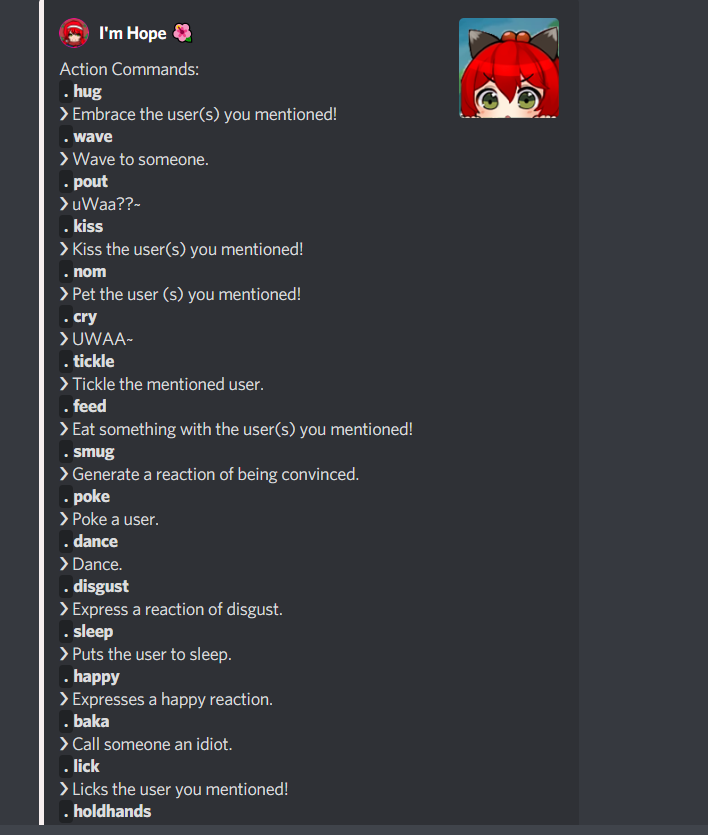 I'm Hope 🌺
Action Commands:
. hug
❯ Embrace the user(s) you mentioned!
. wave
❯ Wave to someone.
. pout
❯ uWaa??~
. kiss
❯ Kiss the user(s) you mentioned!
. nom
❯ Pet the user (s) you mentioned!
. cry
❯ UWAA~
. tickle
❯ Tickle the mentioned user.
. feed
❯ Eat something with the user(s) you mentioned!
. smug
❯ Generate a reaction of being convinced.
. poke
❯ Poke a user.
. dance
❯ Dance.
. disgust
❯ Express a reaction of disgust.
. sleep
❯ Puts the user to sleep.
. happy
❯ Expresses a happy reaction.
. baka
❯ Call someone an idiot.
. lick
❯ Licks the user you mentioned!
. holdhands